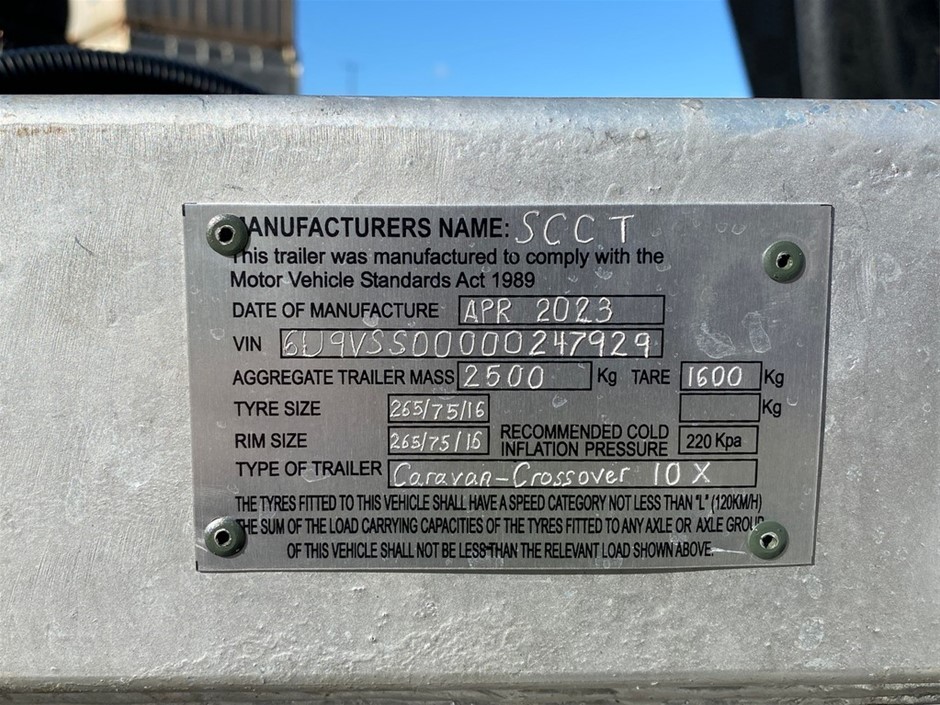 MANUFACTURERS NAME: SCCT
This trailer was manufactured to comply with the
Motor Vehicle Standards Act 1989
DATE OF MANUFACTURE APR 2023
VIN 6U9VSS00000247929
AGGREGATE TRAILER MASS 2500 Kg TARE 1600 Kg
TYRE SIZE 265/75/16 Kg
RIM SIZE 265/75/16 RECOMMENDED COLD INFLATION PRESSURE 220 Kpa
TYPE OF TRAILER Caravan-Crossover 10 X
THE TYRES FITTED TO THIS VEHICLE SHALL HAVE A SPEED CATEGORY NOT LESS THAN "L" (120KM/H)
THE SUM OF THE LOAD CARRYING CAPACITIES OF THE TYRES FITTED TO ANY AXLE OR AXLE GROUP
OF THIS VEHICLE SHALL NOT BE LESS THAN THE RELEVANT LOAD SHOWN ABOVE.